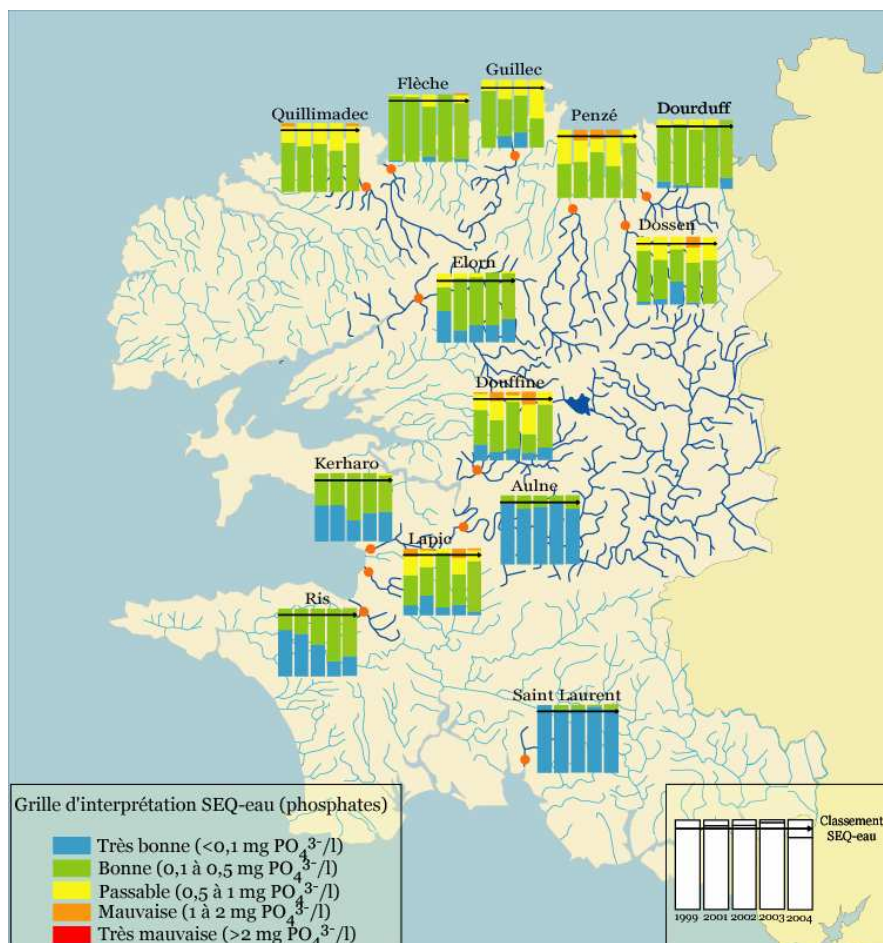 Guillec
Flèche
Quillimadec
Penzé
Dourduff
Dossen
Elorn
Douffine
Kerharo
Aulne
Lapic
Ris
Saint Laurent
Grille d'interprétation SEQ-eau (phosphates)
Très bonne (<0,1 mg PO₄³⁻/l)
Bonne (0,1 à 0,5 mg PO₄³⁻/l)
Passable (0,5 à 1 mg PO₄³⁻/l)
Mauvaise (1 à 2 mg PO₄³⁻/l)
Très mauvaise (>2 mg PO₄³⁻/l)
Classement
SEQ-eau
1999 2001 2002 2003 2004